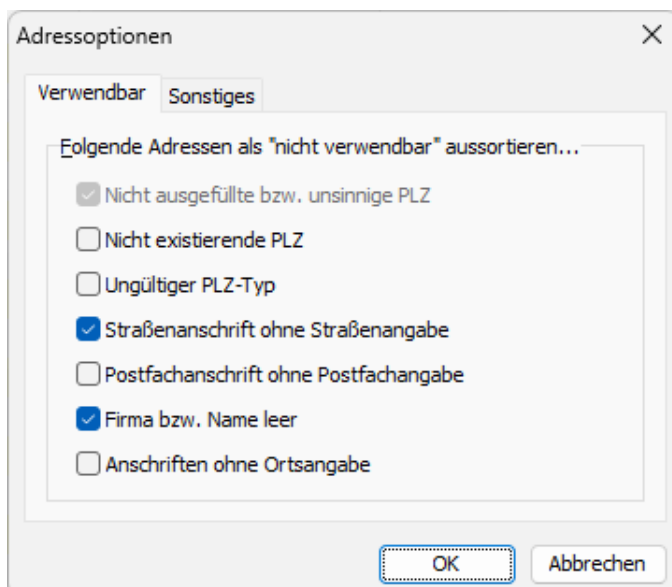 Adressoptionen
Verwendbar
Sonstiges
Folgende Adressen als "nicht verwendbar" aussortieren...
Nicht ausgefüllte bzw. unsinnige PLZ
Nicht existierende PLZ
Ungültiger PLZ-Typ
Straßenanschrift ohne Straßenangabe
Postfachanschrift ohne Postfachangabe
Firma bzw. Name leer
Anschriften ohne Ortsangabe
OK
Abbrechen